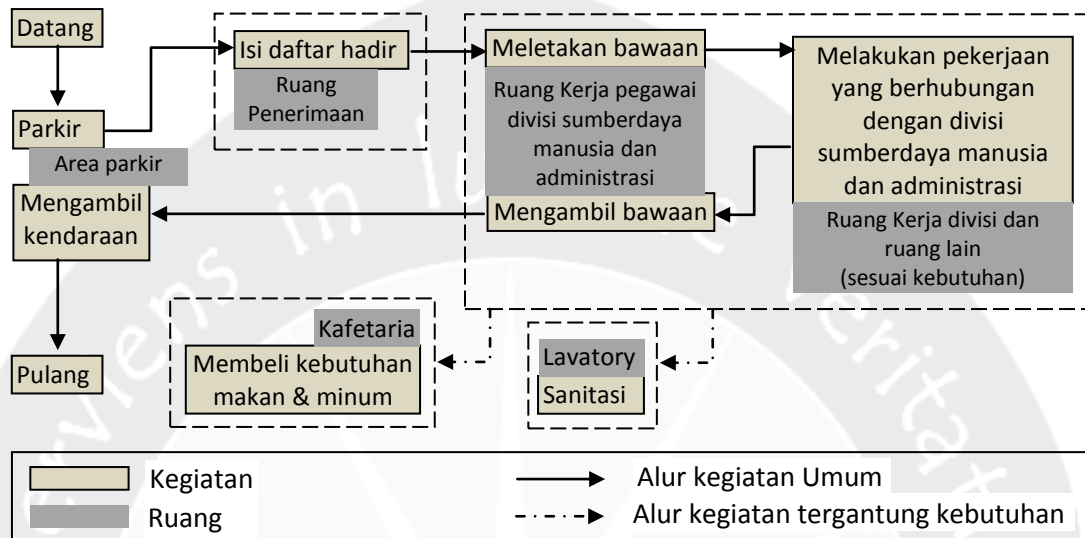 Datang
Parkir
Area parkir
Mengambil
kendaraan
Pulang
Isi daftar hadir
Ruang
Penerimaan
Meletakan bawaan
Ruang Kerja pegawai
divisi sumberdaya
manusia dan
administrasi
Mengambil bawaan
Melakukan pekerjaan
yang berhubungan
dengan divisi
sumberdaya manusia
dan administrasi
Ruang Kerja divisi dan
ruang lain
(sesuai kebutuhan)
Kafetaria
Membeli kebutuhan
makan & minum
Lavatory
Sanitasi
Kegiatan
Ruang
Alur kegiatan Umum
Alur kegiatan tergantung kebutuhan